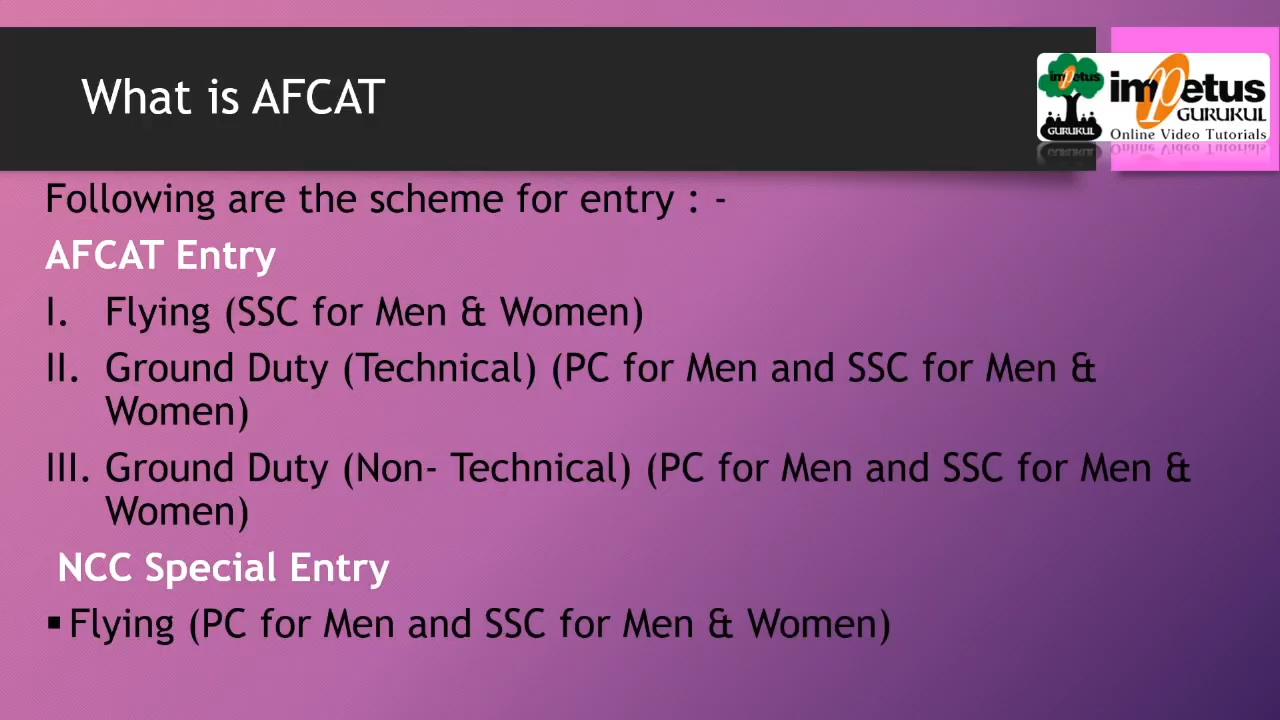 What is AFCAT
impetus
GURUKUL
impetus
GURUKUL
Online Video Tutorials
Following are the scheme for entry : -
AFCAT Entry
I. Flying (SSC for Men & Women)
II. Ground Duty (Technical) (PC for Men and SSC for Men &
Women)
III. Ground Duty (Non- Technical) (PC for Men and SSC for Men &
Women)
NCC Special Entry
▪ Flying (PC for Men and SSC for Men & Women)